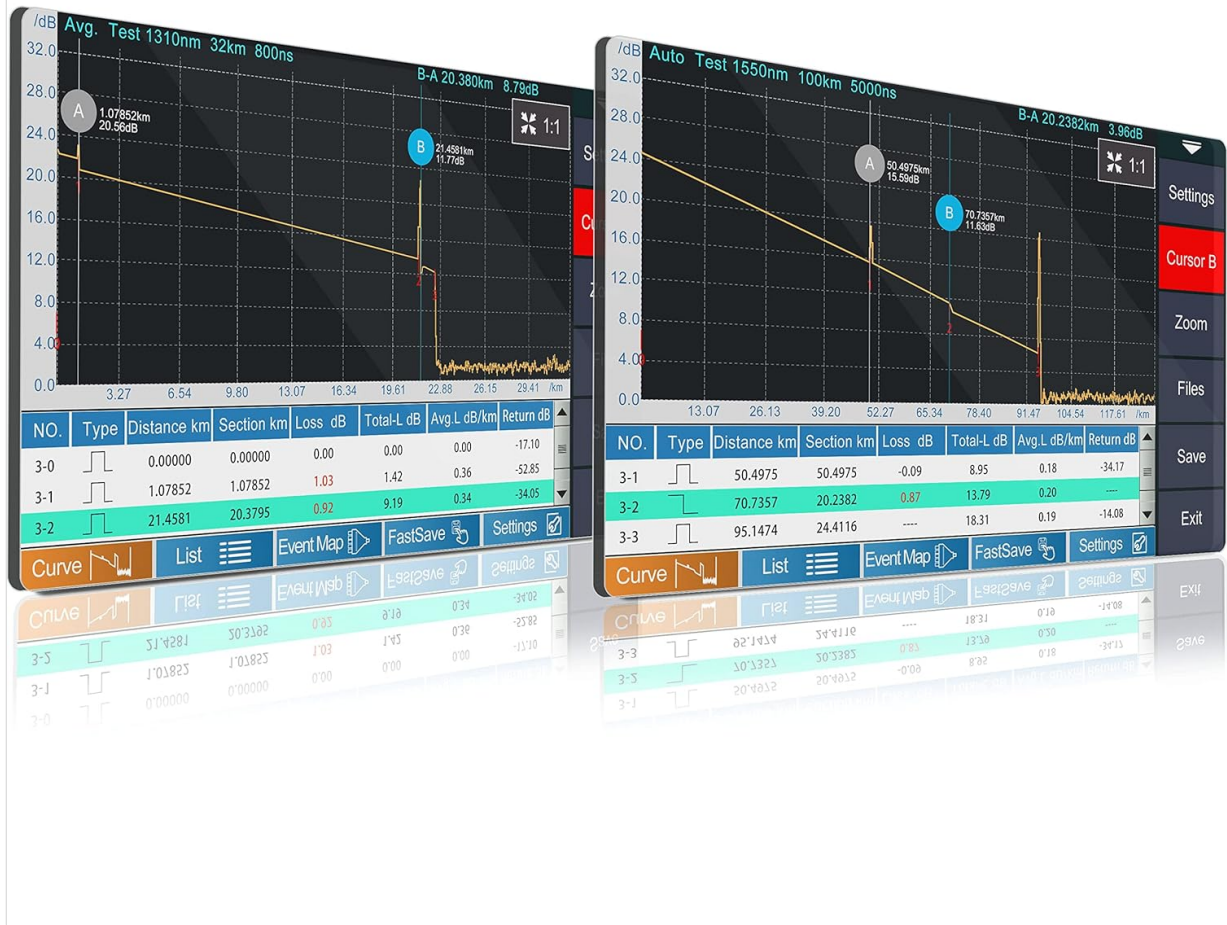 /dB Avg. Test 1310nm 32km 800ns
B-A 20.380km 8.79dB
32.0
28.0
24.0
20.0
16.0
12.0
8.0
4.0
0.0
A
1.07852km
20.56dB
B
21.4581km
11.77dB
1:1
2
3.27 6.54 9.80 13.07 16.34 19.61 22.88 26.15 29.41 /km
NO. Type Distance km Section km Loss dB Total-L dB Avg.L dB/km Return dB
3-0 0.00000 0.00000 0.00 0.00 0.00 -17.10
3-1 1.07852 1.07852 1.03 1.42 0.36 -52.85
3-2 21.4581 20.3795 0.92 9.19 0.34 -34.05
Curve List Event Map FastSave Settings
/dB Auto Test 1550nm 100km 5000ns
B-A 20.2382km 3.96dB
32.0
28.0
24.0
20.0
16.0
12.0
8.0
4.0
0.0
A
50.4975km
15.59dB
B
70.7357km
11.63dB
1:1
1
2
13.07 26.13 39.20 52.27 65.34 78.40 91.47 104.54 117.61 /km
NO. Type Distance km Section km Loss dB Total-L dB Avg.L dB/km Return dB
3-1 50.4975 50.4975 -0.09 8.95 0.18 -34.17
3-2 70.7357 20.2382 0.87 13.79 0.20 ----
3-3 95.1474 24.4116 ---- 18.31 0.19 -14.08
Curve List Event Map FastSave Settings
Settings
Cursor B
Zoom
Files
Save
Exit